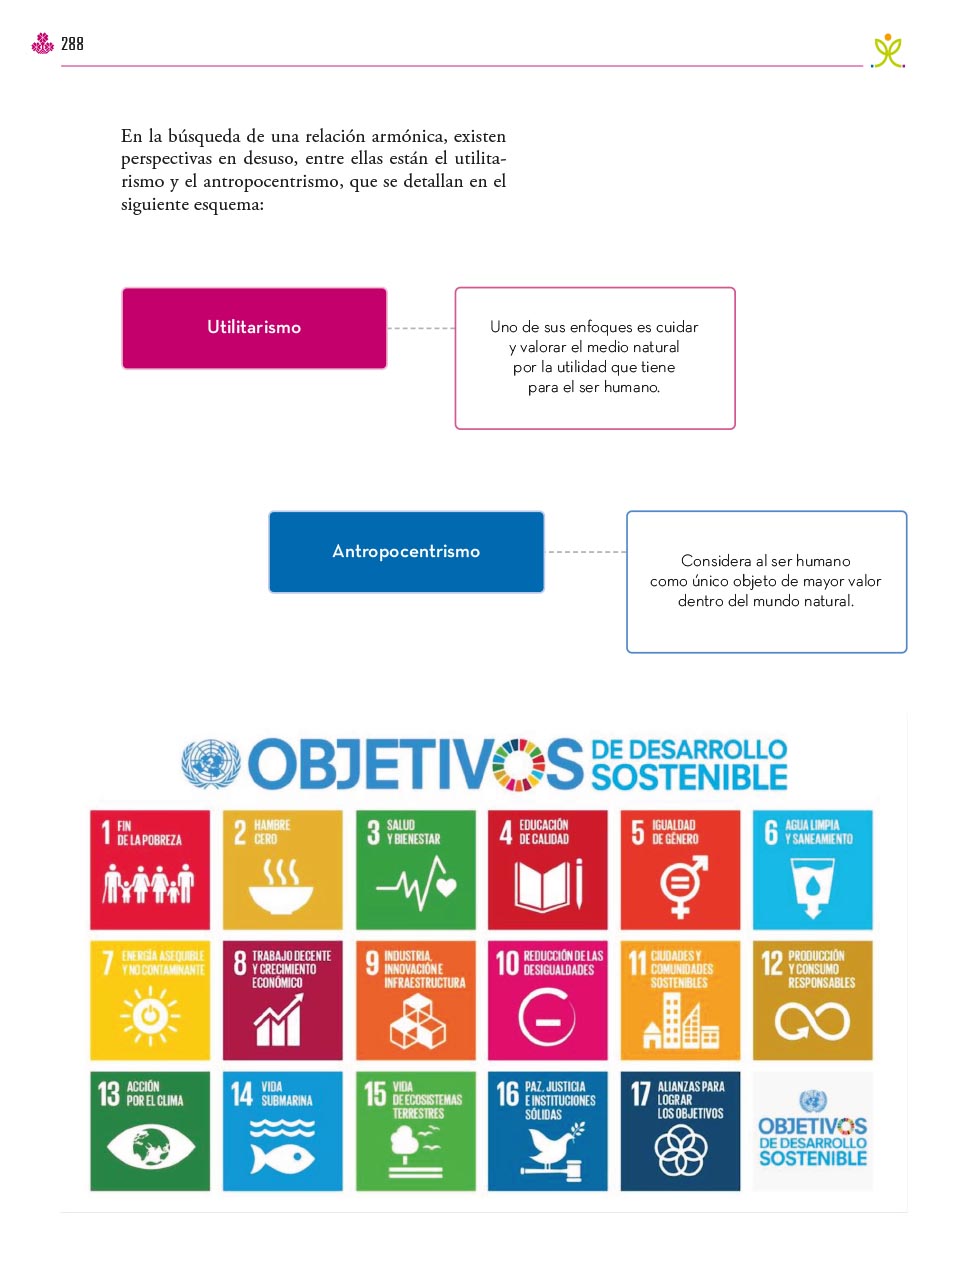 288
En la búsqueda de una relación armónica, existen
perspectivas en desuso, entre ellas están el utilita-
rismo y el antropocentrismo, que se detallan en el
siguiente esquema:
Utilitarismo
Uno de sus enfoques es cuidar
y valorar el medio natural
por la utilidad que tiene
para el ser humano.
Antropocentrismo
Considera al ser humano
como único objeto de mayor valor
dentro del mundo natural.
OBJETIVOS DE DESARROLLO
SOSTENIBLE
1 FIN
DE LA POBREZA
2 HAMBRE
CERO
3 SALUD
Y BIENESTAR
4 EDUCACIÓN
DE CALIDAD
5 IGUALDAD
DE GÉNERO
6 AGUA LIMPIA
Y SANEAMIENTO
7 ENERGÍA ASEQUIBLE
Y NO CONTAMINANTE
8 TRABAJO DECENTE
Y CRECIMIENTO
ECONÓMICO
9 INDUSTRIA,
INNOVACIÓN E
INFRAESTRUCTURA
10 REDUCCIÓN DE LAS
DESIGUALDADES
11 CIUDADES Y
COMUNIDADES
SOSTENIBLES
12 PRODUCCIÓN
Y CONSUMO
RESPONSABLES
13 ACCIÓN
POR EL CLIMA
14 VIDA
SUBMARINA
15 VIDA
DE ECOSISTEMAS
TERRESTRES
16 PAZ, JUSTICIA
E INSTITUCIONES
SÓLIDAS
17 ALIANZAS PARA
LOGRAR
LOS OBJETIVOS
OBJETIVOS
DE DESARROLLO
SOSTENIBLE